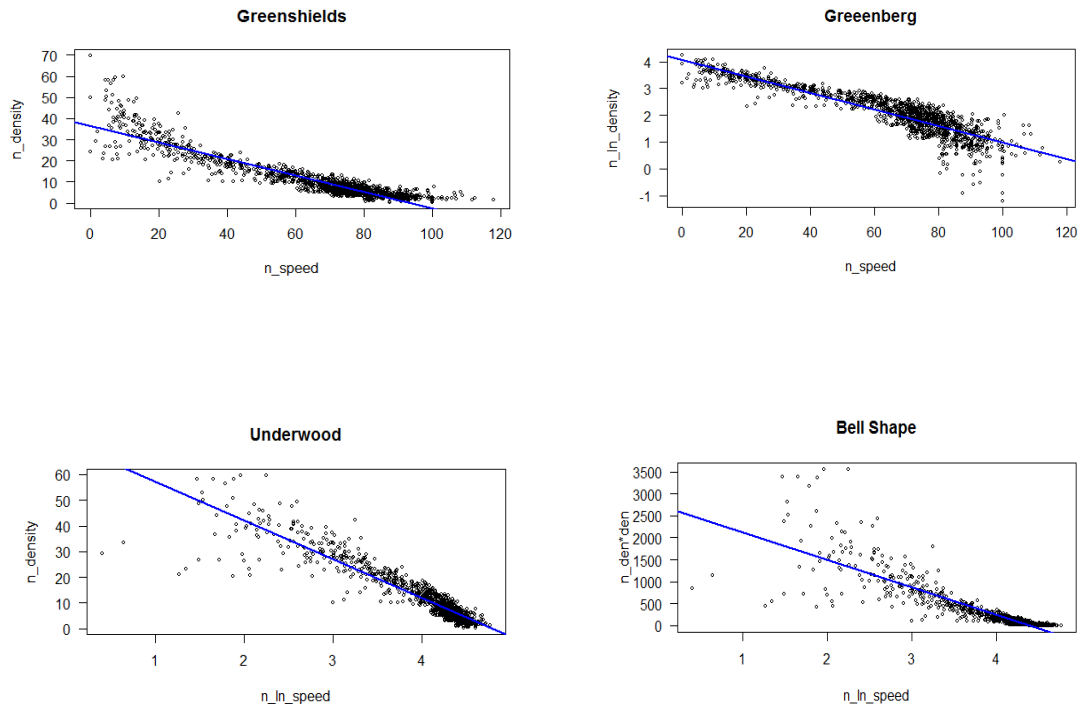 Greenshields
70
60
50
40
30
20
10
0
n_density
0 20 40 60 80 100 120
n_speed
Greeenberg
4
3
2
1
0
-1
n_ln_density
0 20 40 60 80 100 120
n_speed
Underwood
60
50
40
30
20
10
0
n_density
1 2 3 4
n_ln_speed
Bell Shape
3500
3000
2500
2000
1500
1000
500
0
n_den*den
1 2 3 4
n_ln_speed